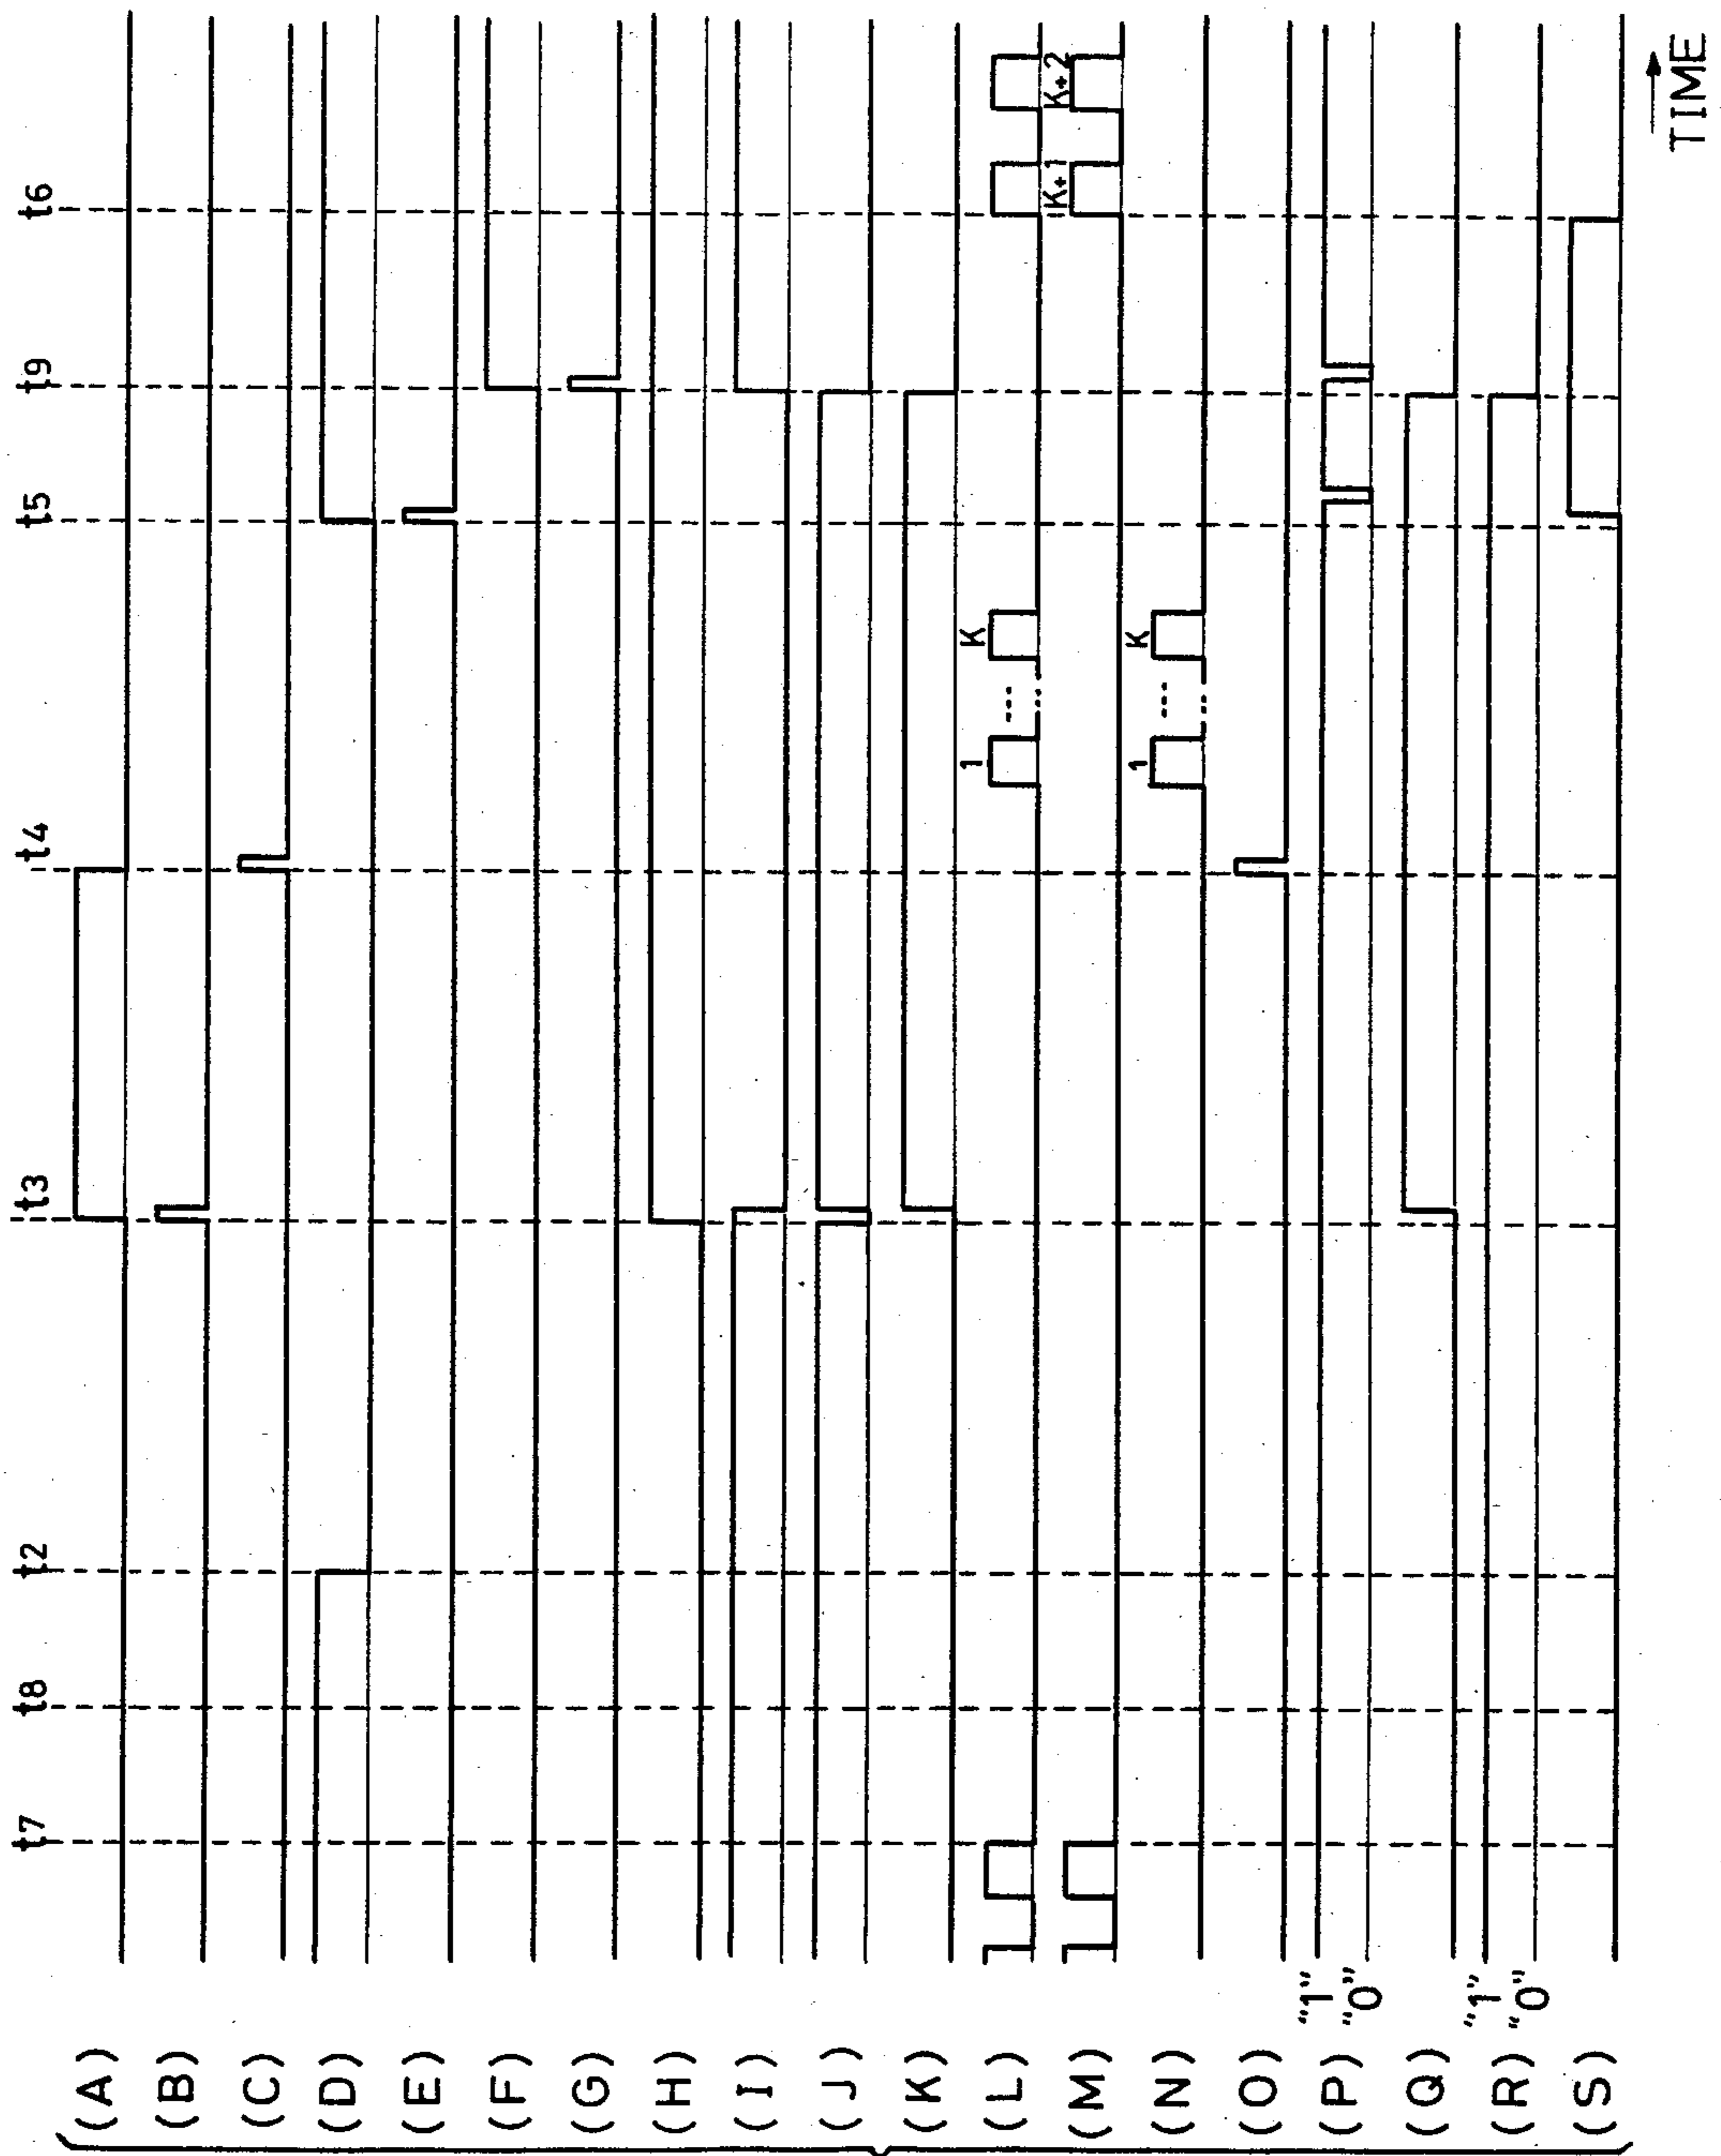 t7 t8 t2 t3 t4 t5 t9 t6
(A)
(B)
(C)
(D)
(E)
(F)
(G)
(H)
(I)
(J)
(K)
(L) 1 --- K
(M) K+1 K+2
(N) 1 --- K
(O)
(P) "1"
"0"
(Q)
(R) "1"
"0"
(S)
TIME